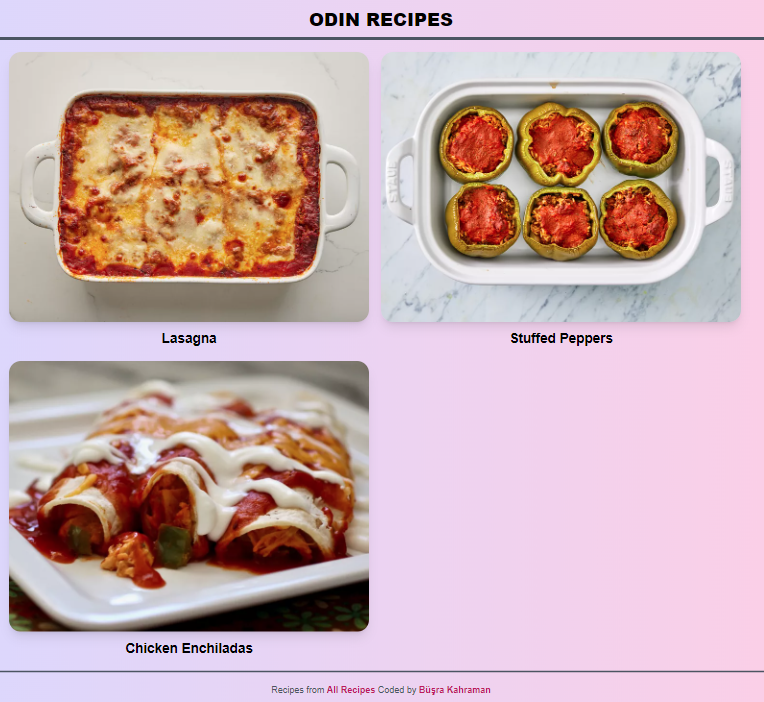 ODIN RECIPES
Lasagna
Stuffed Peppers
Chicken Enchiladas
Recipes from All Recipes Coded by Büşra Kahraman